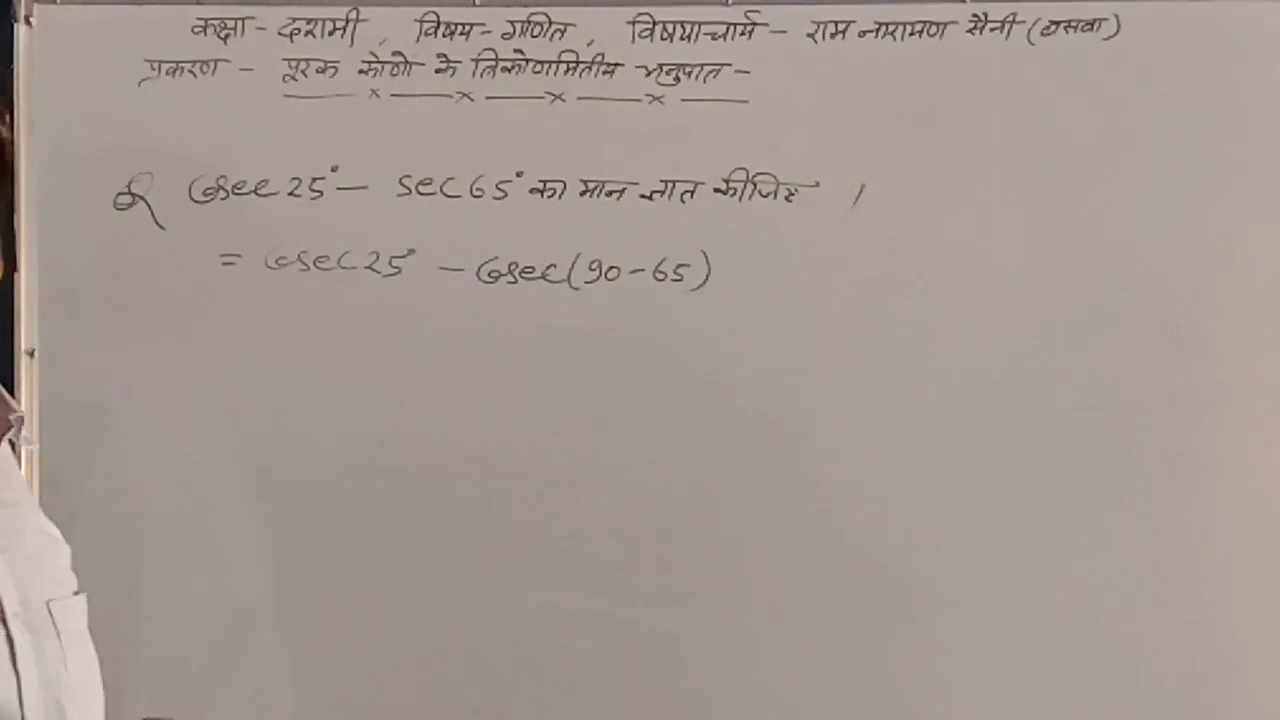 कक्षा - दशमी , विषय - गणित , विषयाचार्य - राम नारायण सैनी (बसवा)
प्रकरण - पूरक कोणो के त्रिकोणमितीय अनुपात -
Cosec 25° - sec 65° का मान ज्ञात कीजिए ।
= Cosec 25° - Cosec (90 - 65)